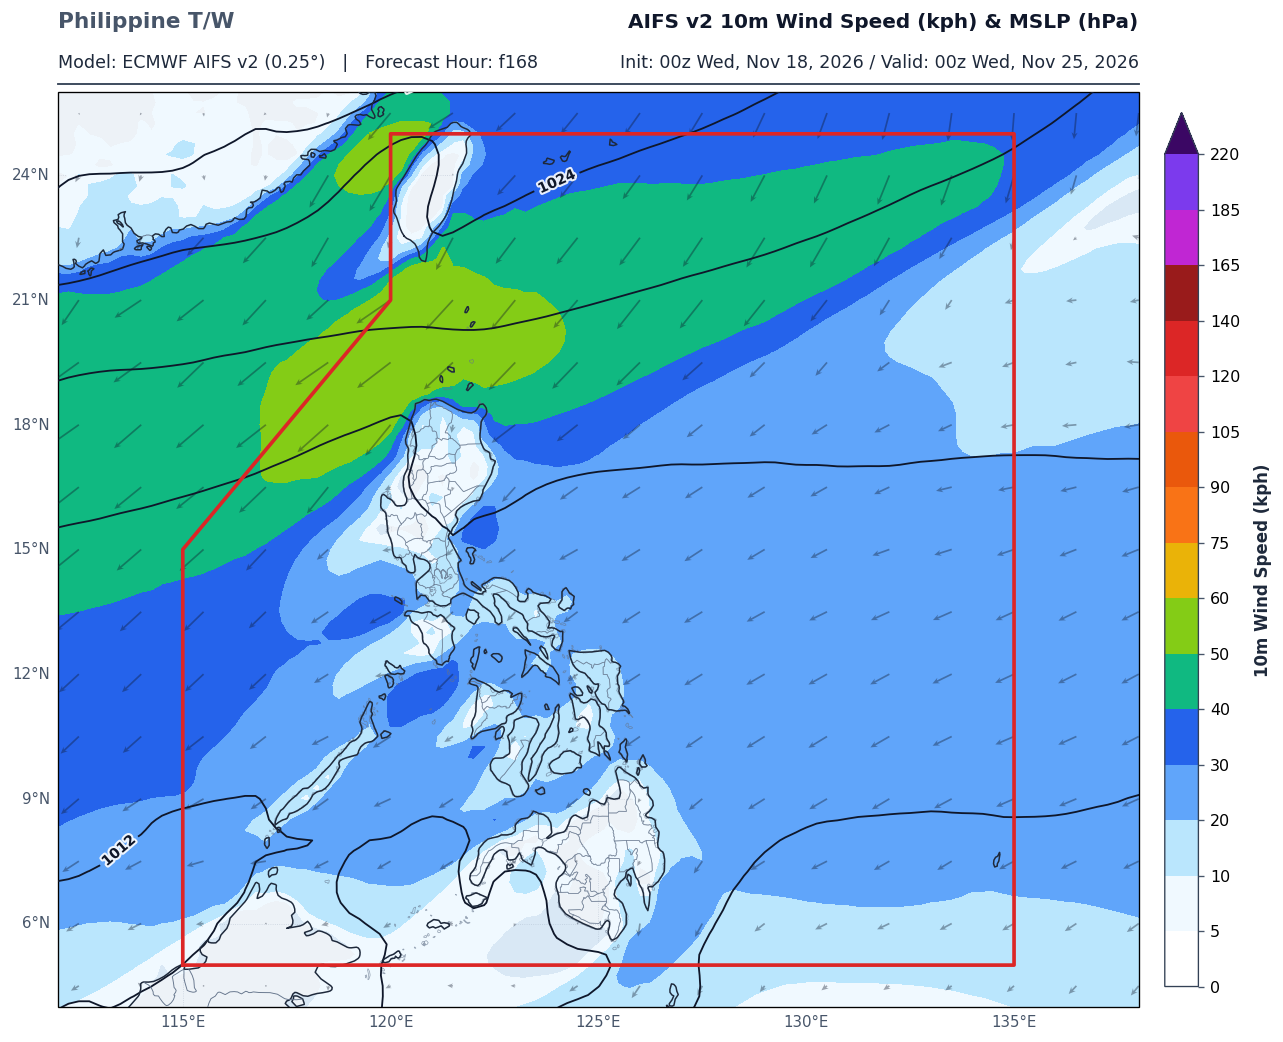 Philippine T/W
AIFS v2 10m Wind Speed (kph) & MSLP (hPa)
Model: ECMWF AIFS v2 (0.25°) | Forecast Hour: f168
Init: 00z Wed, Nov 18, 2026 / Valid: 00z Wed, Nov 25, 2026
24°N
21°N
18°N
15°N
12°N
9°N
6°N
115°E
120°E
125°E
130°E
135°E
1024
1012
220
185
165
140
120
105
90
75
60
50
40
30
20
10
5
0
10m Wind Speed (kph)